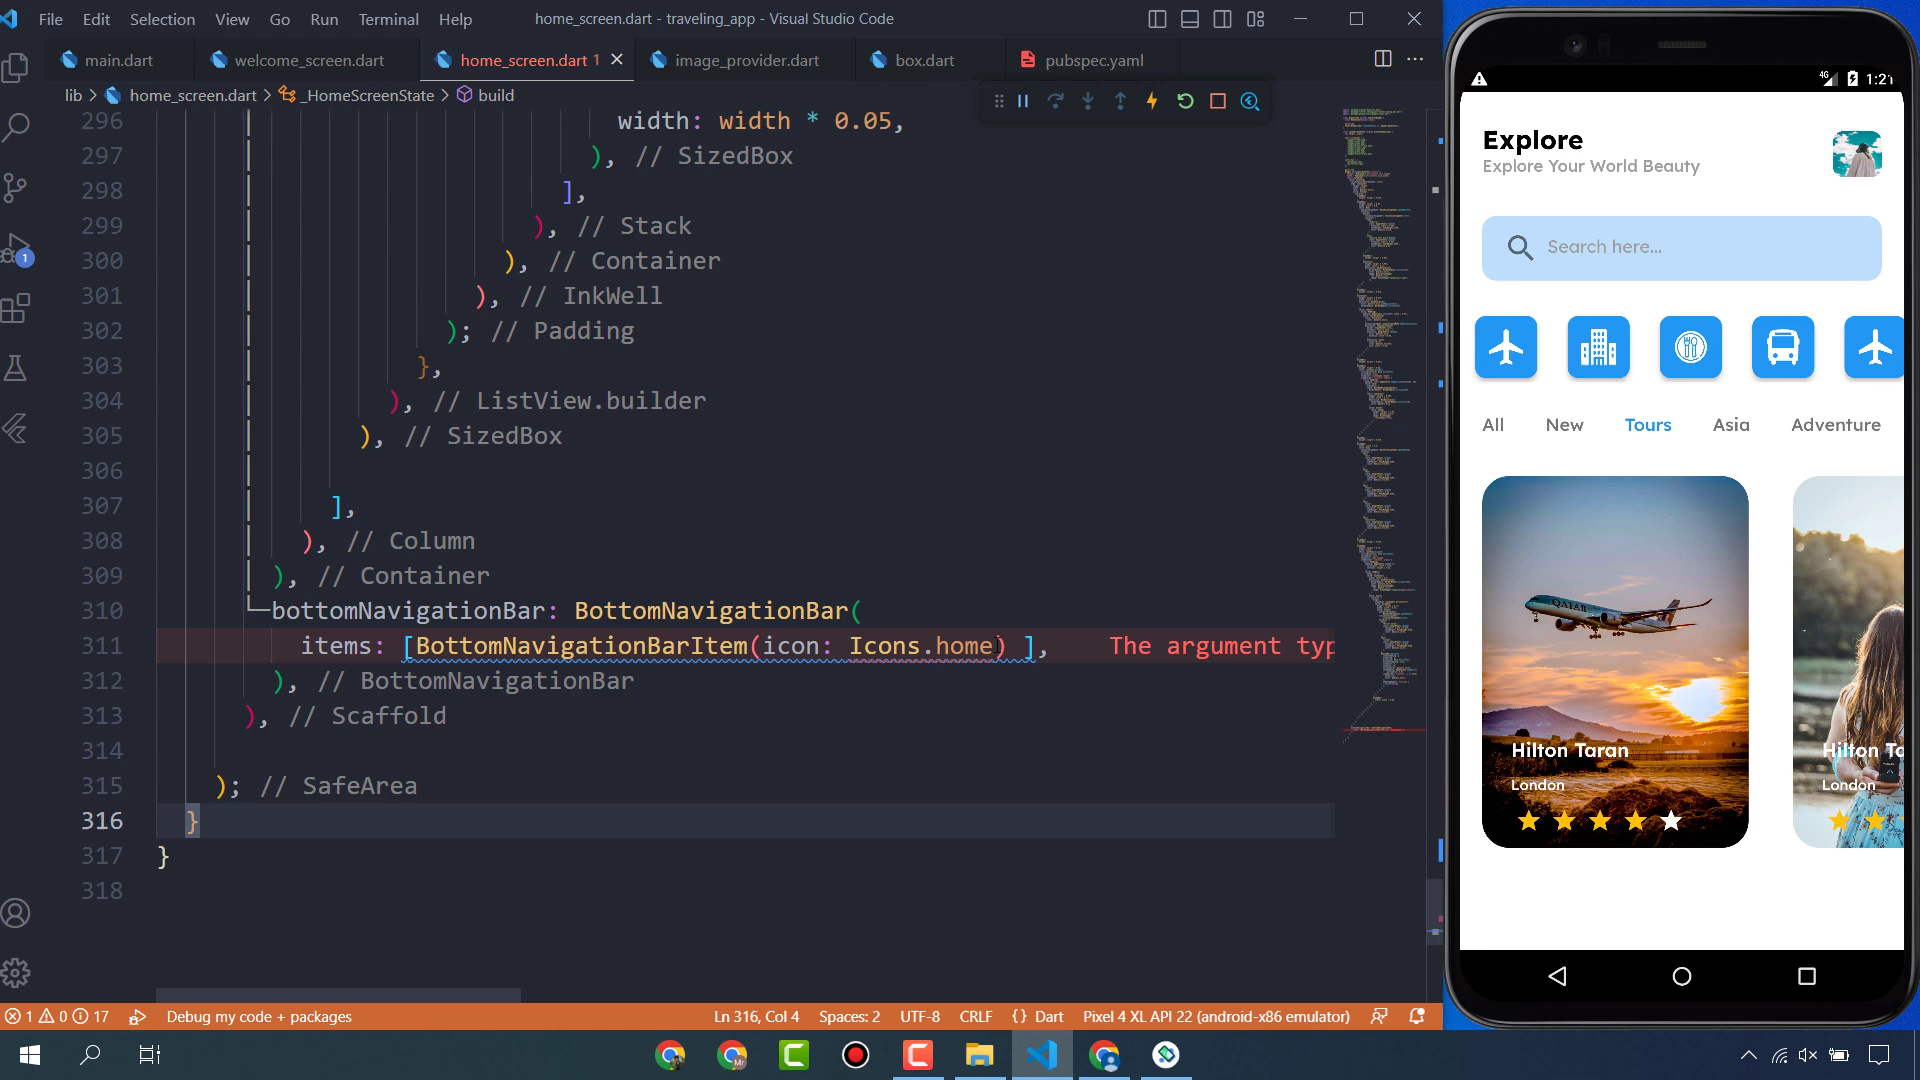 File Edit Selection View Go Run Terminal Help
home_screen.dart - traveling_app - Visual Studio Code
main.dart
welcome_screen.dart
home_screen.dart 1
image_provider.dart
box.dart
pubspec.yaml
lib > home_screen.dart > _HomeScreenState > build
296 width: width * 0.05,
297 ), // SizedBox
298 ],
299 ), // Stack
300 ), // Container
301 ), // InkWell
302 ); // Padding
303 },
304 ), // ListView.builder
305 ), // SizedBox
306
307 ],
308 ), // Column
309 ), // Container
310 bottomNavigationBar: BottomNavigationBar(
311 items: [BottomNavigationBarItem(icon: Icons.home) ], The argument typ
312 ), // BottomNavigationBar
313 ), // Scaffold
314
315 ); // SafeArea
316 }
317 }
318
1
1 0 17 Debug my code + packages
Ln 316, Col 4 Spaces: 2 UTF-8 CRLF {} Dart Pixel 4 XL API 22 (android-x86 emulator)
4G 1:21
Explore
Explore Your World Beauty
Search here...
All New Tours Asia Adventure
QATAR
Hilton Taran
London
Hilton Ta
London